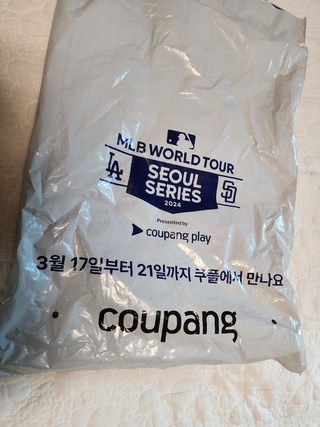 MLB WORLD TOUR
LA SEOUL SD
SERIES
2024
Presented by
coupang play
3월 17일부터 21일까지 쿠플에서 만나요
coupang